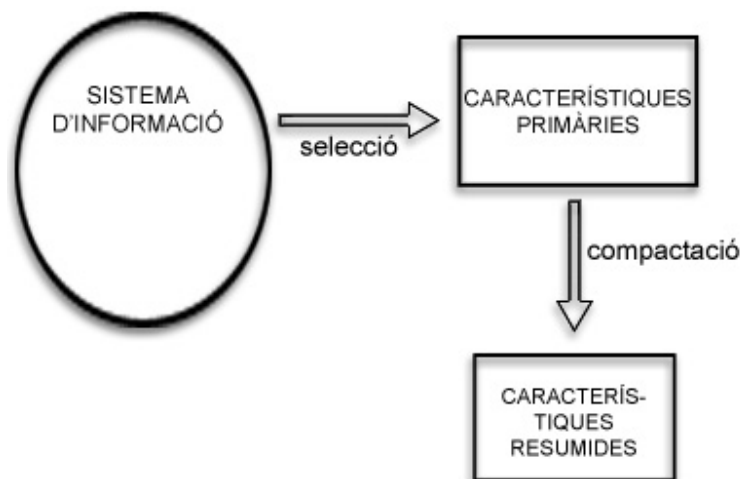 SISTEMA
D'INFORMACIÓ
selecció
CARACTERÍSTIQUES
PRIMÀRIES
compactació
CARACTERÍS-
TIQUES
RESUMIDES